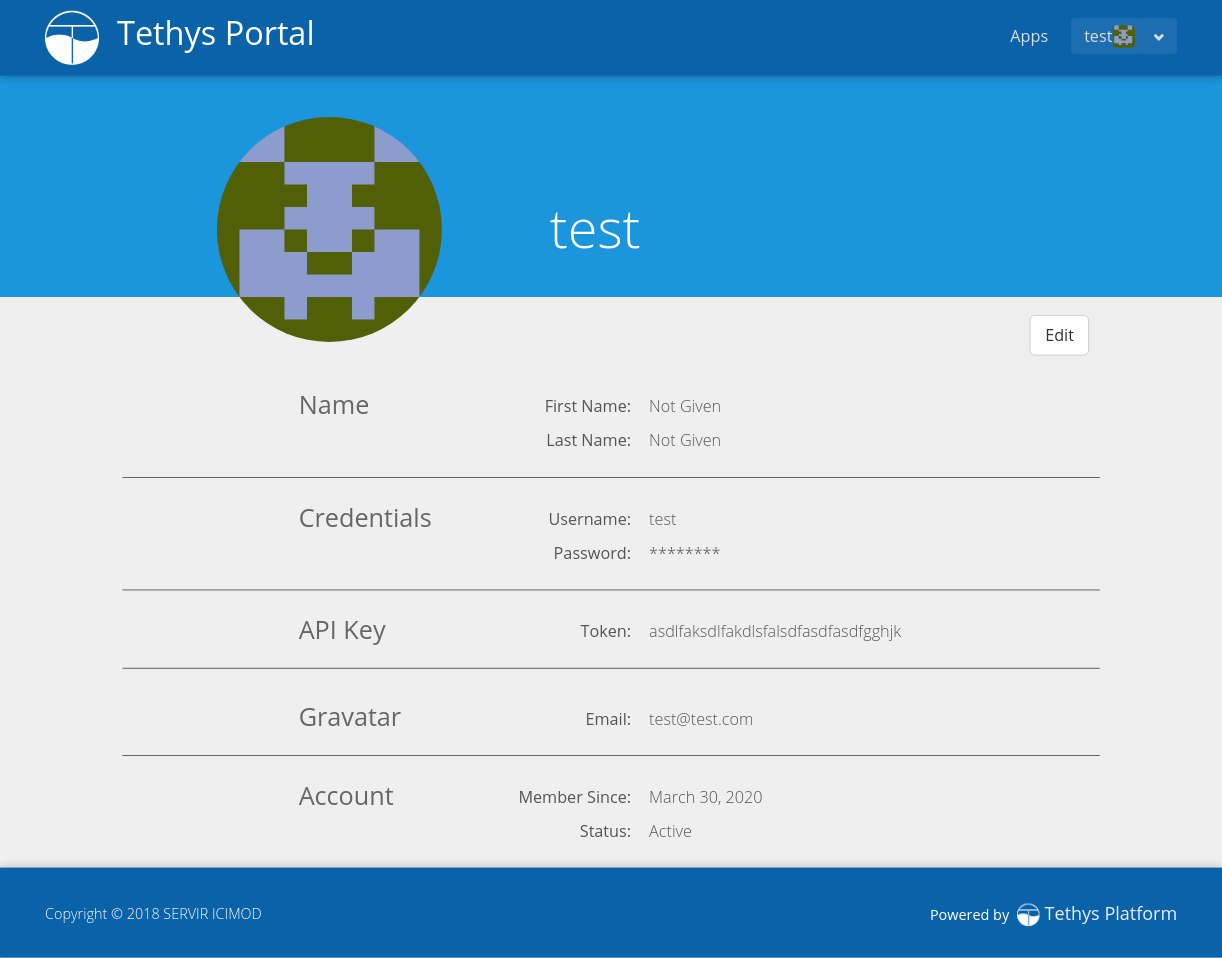 Tethys Portal
Apps
test
test
Edit
Name
First Name: Not Given
Last Name: Not Given
Credentials
Username: test
Password: ********
API Key
Token: asdlfaksdlfakdlsfalsdfasdfasdfgghjk
Gravatar
Email: test@test.com
Account
Member Since: March 30, 2020
Status: Active
Copyright © 2018 SERVIR ICIMOD
Powered by Tethys Platform